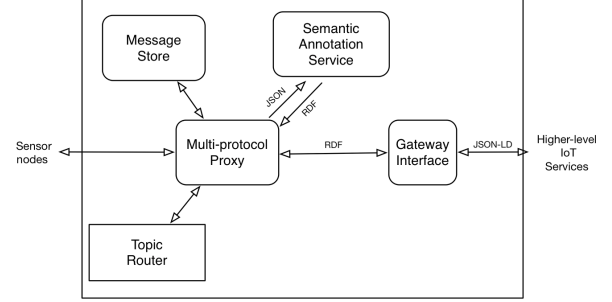 Message
Store
Semantic
Annotation
Service
JSON
RDF
Sensor
nodes
Multi-protocol
Proxy
RDF
Gateway
Interface
JSON-LD
Higher-level
IoT
Services
Topic
Router